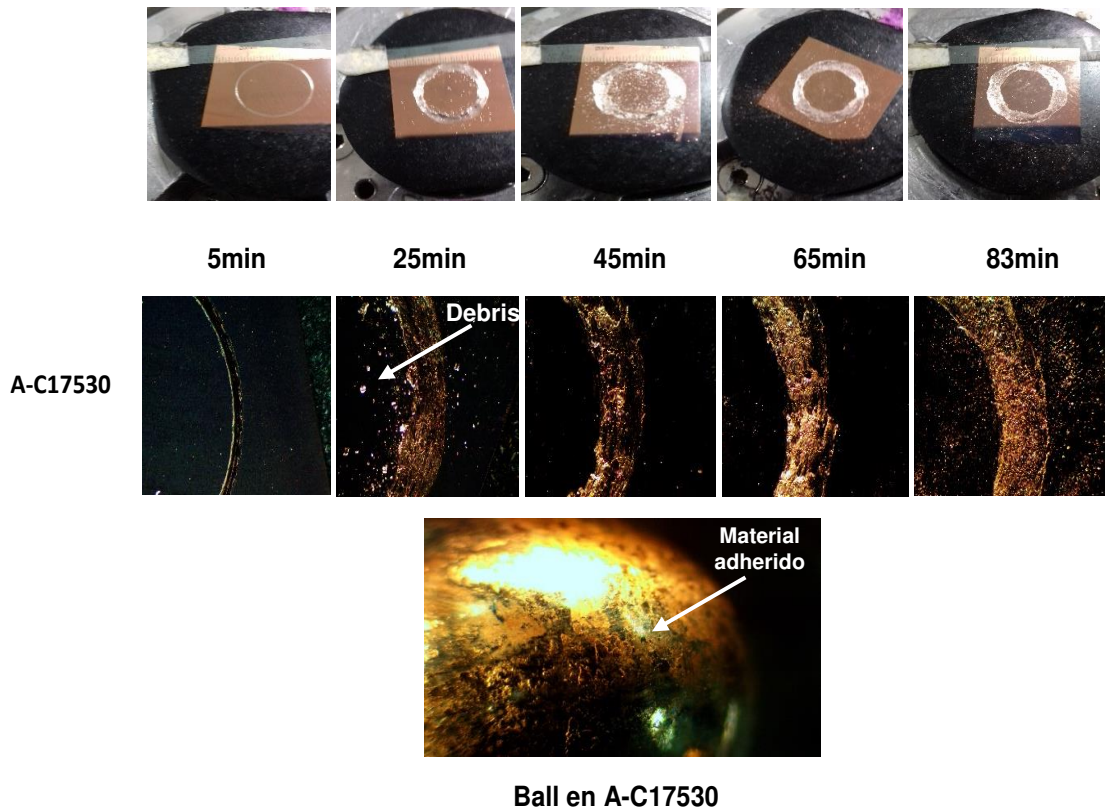 5min
25min
45min
65min
83min
Debris
A-C17530
Material
adherido
Ball en A-C17530